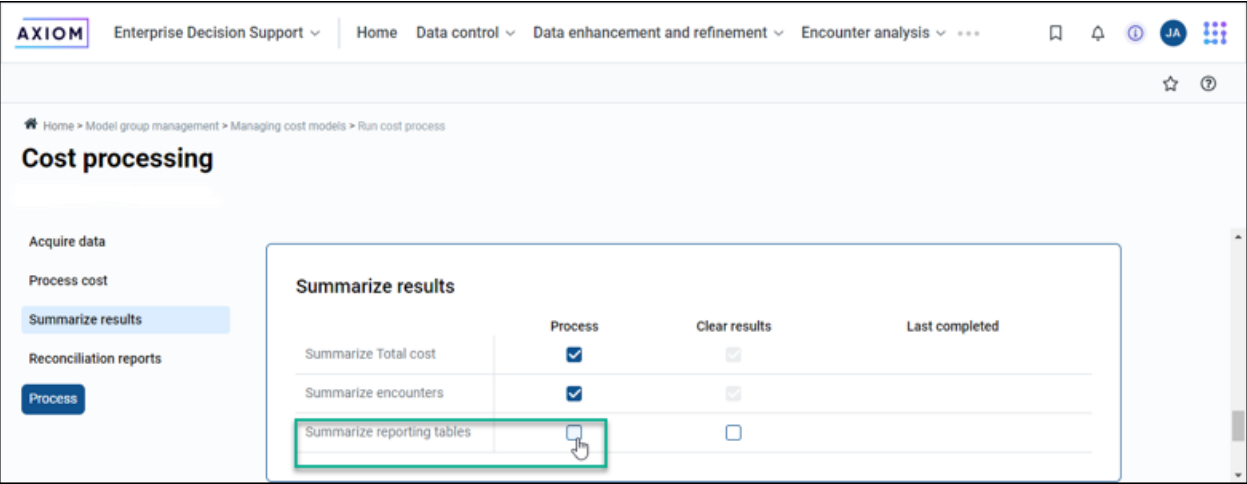 AXIOM Enterprise Decision Support Home Data control Data enhancement and refinement Encounter analysis JA
Home > Model group management > Managing cost models > Run cost process
Cost processing
Acquire data
Process cost
Summarize results
Reconciliation reports
Process
Summarize results
Process Clear results Last completed
Summarize Total cost
Summarize encounters
Summarize reporting tables